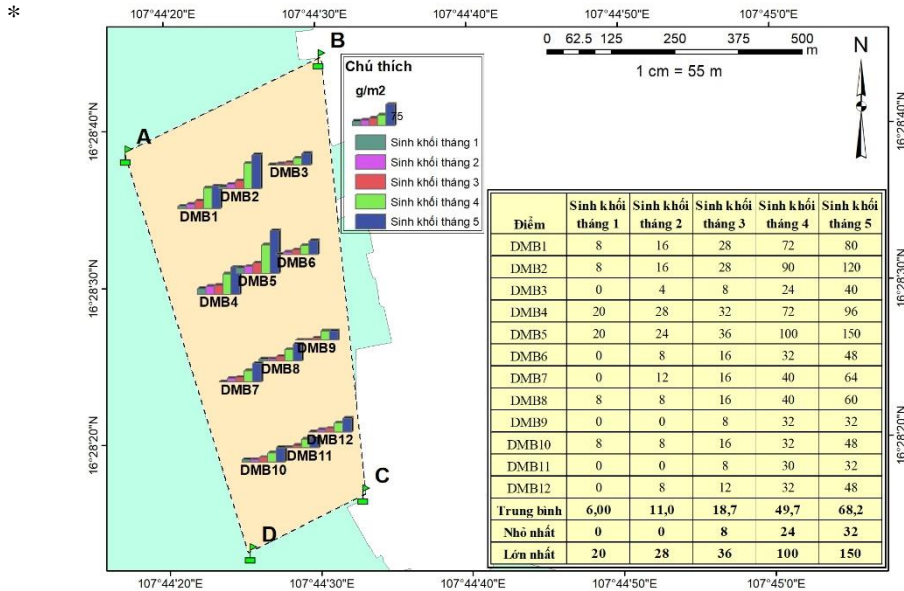 *
107°44'20"E 107°44'30"E 107°44'40"E 107°44'50"E 107°45'0"E
16°28'40"N
16°28'30"N
16°28'20"N
A
B
C
D
DMB1
DMB2
DMB3
DMB4
DMB5
DMB6
DMB7
DMB8
DMB9
DMB10
DMB11
DMB12
Chú thích
g/m2
75
Sinh khối tháng 1
Sinh khối tháng 2
Sinh khối tháng 3
Sinh khối tháng 4
Sinh khối tháng 5
0 62.5 125 250 375 500
m
1 cm = 55 m
N
16°28'40"N
16°28'30"N
16°28'20"N
Điểm Sinh khối tháng 1 Sinh khối tháng 2 Sinh khối tháng 3 Sinh khối tháng 4 Sinh khối tháng 5
DMB1 8 16 28 72 80
DMB2 8 16 28 90 120
DMB3 0 4 8 24 40
DMB4 20 28 32 72 96
DMB5 20 24 36 100 150
DMB6 0 8 16 32 48
DMB7 0 12 16 40 64
DMB8 8 8 16 40 60
DMB9 0 0 8 32 32
DMB10 8 8 16 32 48
DMB11 0 0 8 30 32
DMB12 0 8 12 32 48
Trung bình 6,00 11,0 18,7 49,7 68,2
Nhỏ nhất 0 0 8 24 32
Lớn nhất 20 28 36 100 150
107°44'20"E 107°44'30"E 107°44'40"E 107°44'50"E 107°45'0"E